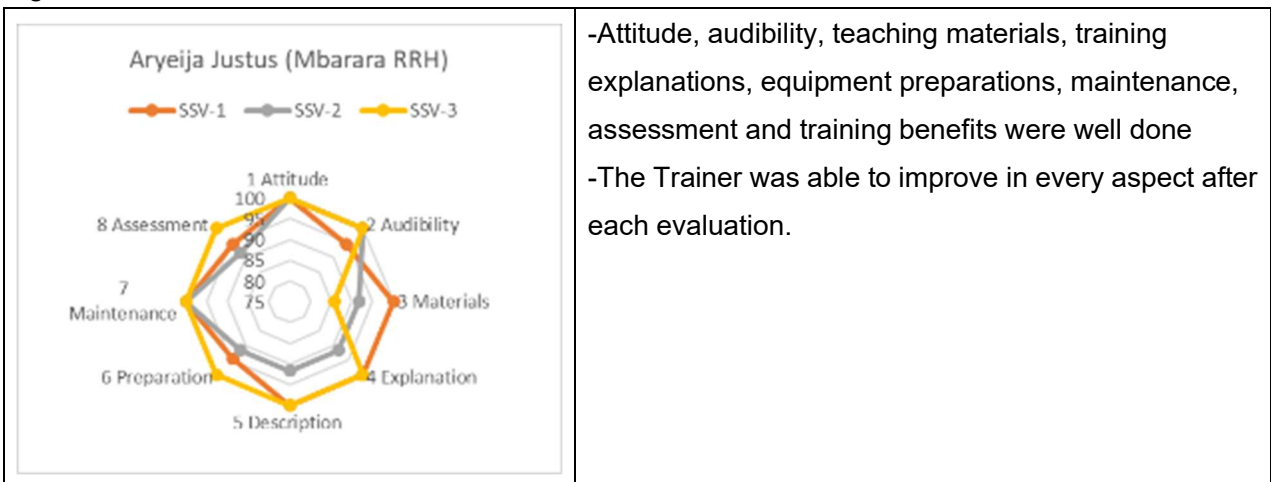 Aryeija Justus (Mbarara RRH)
SSV-1 SSV-2 SSV-3
1 Attitude
100
95
90
85
80
75
8 Assessment
2 Audibility
7
Maintenance
3 Materials
6 Preparation
4 Explanation
5 Description
-Attitude, audibility, teaching materials, training
explanations, equipment preparations, maintenance,
assessment and training benefits were well done
-The Trainer was able to improve in every aspect after
each evaluation.